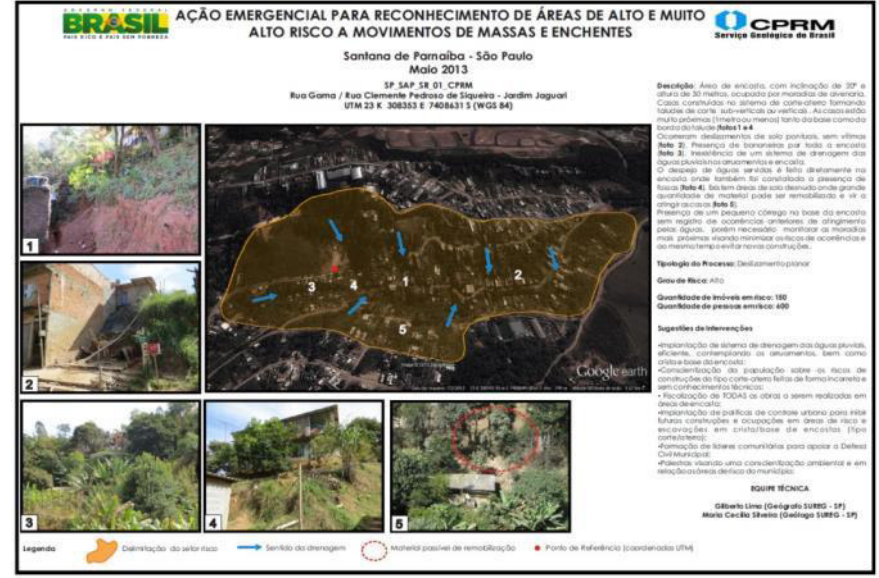 GOVERNO FEDERAL
BRASIL
PAÍS RICO É PAÍS SEM POBREZA
AÇÃO EMERGENCIAL PARA RECONHECIMENTO DE ÁREAS DE ALTO E MUITO
ALTO RISCO A MOVIMENTOS DE MASSAS E ENCHENTES
CPRM
Serviço Geológico do Brasil
Santana de Parnaíba - São Paulo
Maio 2013
SP_SAP_SR_01_CPRM
Rua Gama / Rua Clemente Pedroso de Siqueira - Jardim Jaguari
UTM 23 K 308353 E 7408631 S (WGS 84)
1
2
3
4
5
3
4
1
2
5
Google earth
Descrição: Área de encosta, com inclinação de 20º e
altura de 30 metros, ocupada por moradias de alvenaria.
Casas construídas no sistema de corte-aterro formando
taludes de corte sub-verticais ou verticais. As casas estão
muito próximas (1metro ou menos) tanto da base como da
borda do talude (fotos 1 e 4
Ocorreram deslizamentos de solo pontuais, sem vítimas
(foto 2). Presença de bananeiras por toda a encosta
(foto 3). Inexistência de um sistema de drenagem das
águas pluviais nos arruamentos e encosta.
O despejo de águas servidas é feito diretamente na
encosta onde também foi constatada a presença de
fossas (foto 4). Existem áreas de solo desnudo onde grande
quantidade de material pode ser remobilizado e vir a
atingir as casas (foto 5).
Presença de um pequeno córrego na base da encosta
sem registro de ocorrências anteriores de atingimento
pelas águas, porém necessário monitorar as moradias
mais próximas visando minimizar os riscos de ocorrências e
ao mesmo tempo evitar novas construções.
Tipologia do Processo: Deslizamento planar
Grau de Risco: Alto
Quantidade de imóveis em risco: 150
Quantidade de pessoas em risco: 600
Sugestões de Intervenções
•Implantação de sistema de drenagem das águas pluviais,
eficiente, contemplando os arruamentos, bem como
crista e base da encosta;
•Conscientização da população sobre os riscos de
construções do tipo corte-aterro feitas de forma incorreta e
sem conhecimentos técnicos;
• Fiscalização de TODAS as obras a serem realizadas em
áreas de encosta;
•Implantação de políticas de controle urbano para inibir
futuras construções e ocupações em áreas de risco e
escavações em crista/base de encostas (tipo
corte/aterro);
•Formação de líderes comunitários para apoiar a Defesa
Civil Municipal;
•Palestras visando uma conscientização ambiental e em
relação as áreas de risco do município;
EQUIPE TÉCNICA
Gilberto Lima (Geógrafo SUREG - SP)
Maria Cecília Silveira (Geóloga SUREG - SP)
Legenda
Delimitação do setor risco
Sentido da drenagem
Material passível de remobilização
Ponto de Referência (coordenadas UTM)